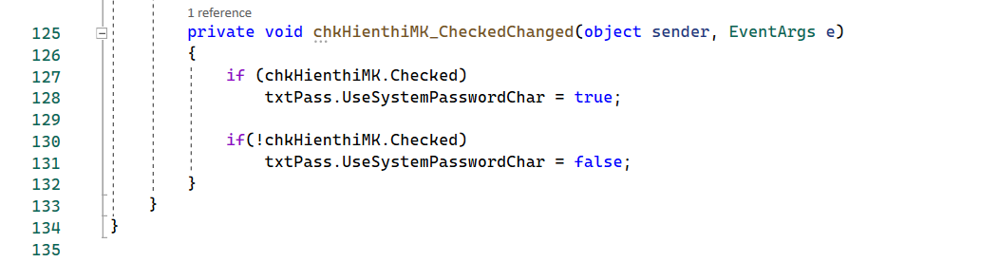 1 reference
125 private void chkHienthiMK_CheckedChanged(object sender, EventArgs e)
126 {
127 if (chkHienthiMK.Checked)
128 txtPass.UseSystemPasswordChar = true;
129
130 if(!chkHienthiMK.Checked)
131 txtPass.UseSystemPasswordChar = false;
132 }
133 }
134 }
135